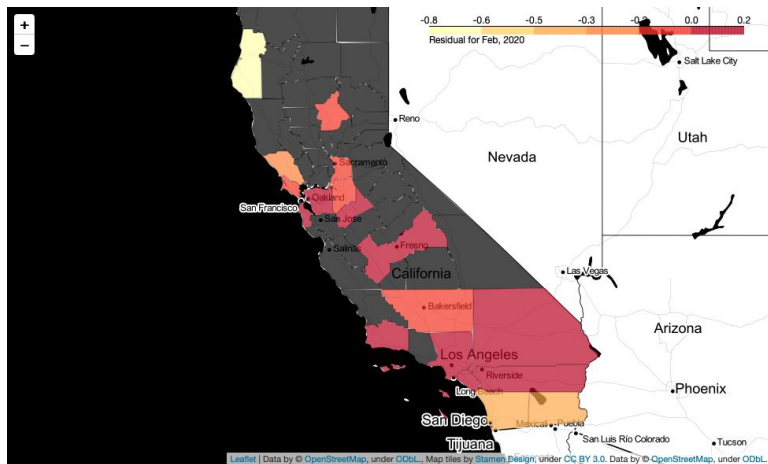 +
−
-0.8 -0.6 -0.5 -0.3 -0.2 0.0 0.2
Residual for Feb, 2020
Salt Lake City
Reno
Utah
Nevada
Sacramento
Oakland
San Francisco
San Jose
Salinas
Fresno
California
Las Vegas
Bakersfield
Arizona
Los Angeles
Riverside
Long Beach
Phoenix
San Diego
Mexicali
Puebla
San Luis Río Colorado
Tijuana
Tucson
Leaflet | Data by © OpenStreetMap, under ODbL., Map tiles by Stamen Design, under CC BY 3.0. Data by © OpenStreetMap, under ODbL.